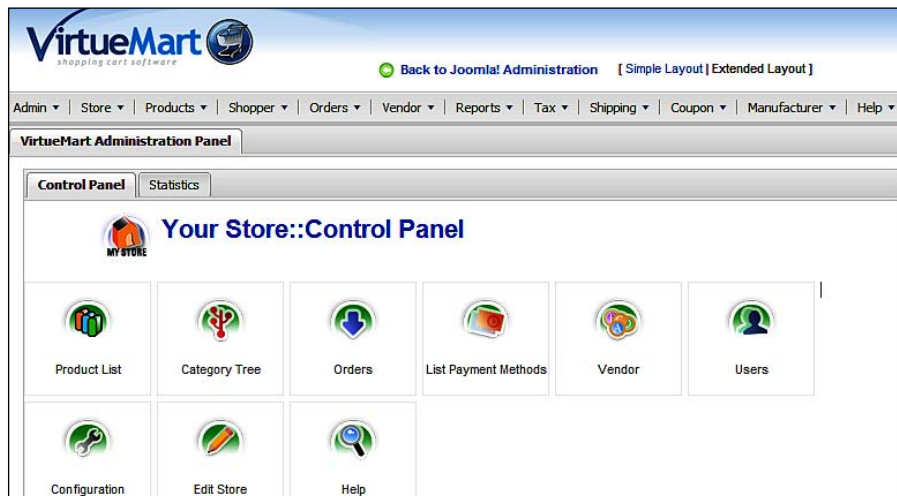 VirtueMart
shopping cart software
Back to Joomla! Administration [ Simple Layout | Extended Layout ]
Admin | Store | Products | Shopper | Orders | Vendor | Reports | Tax | Shipping | Coupon | Manufacturer | Help
VirtueMart Administration Panel
Control Panel Statistics
MY STORE
Your Store::Control Panel
Product List Category Tree Orders List Payment Methods Vendor Users
Configuration Edit Store Help